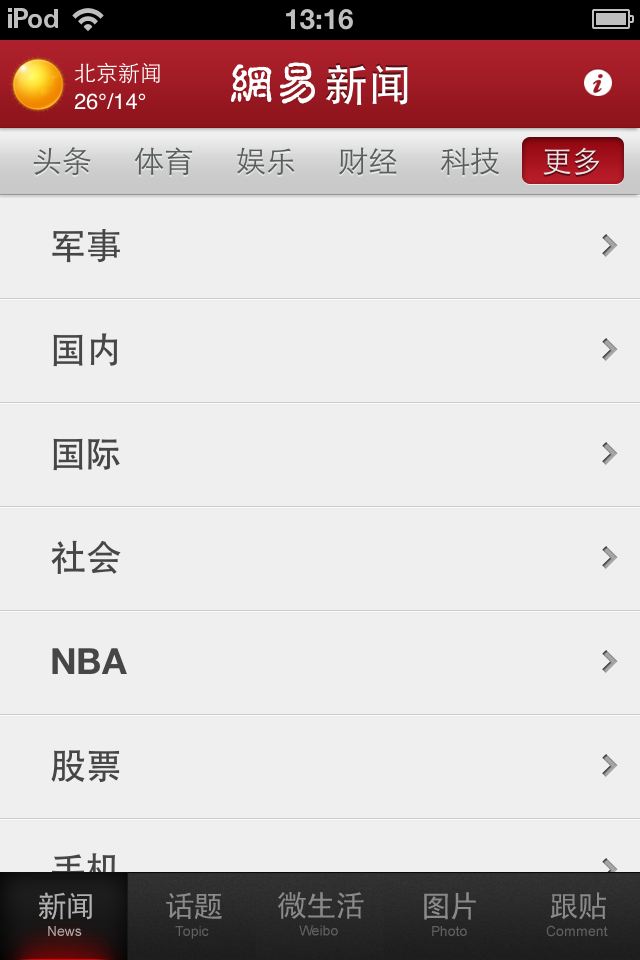 iPod 13:16
北京新闻
26°/14°
網易新闻
头条 体育 娱乐 财经 科技 更多
军事
国内
国际
社会
NBA
股票
手机
新闻 话题 微生活 图片 跟贴
News Topic Weibo Photo Comment